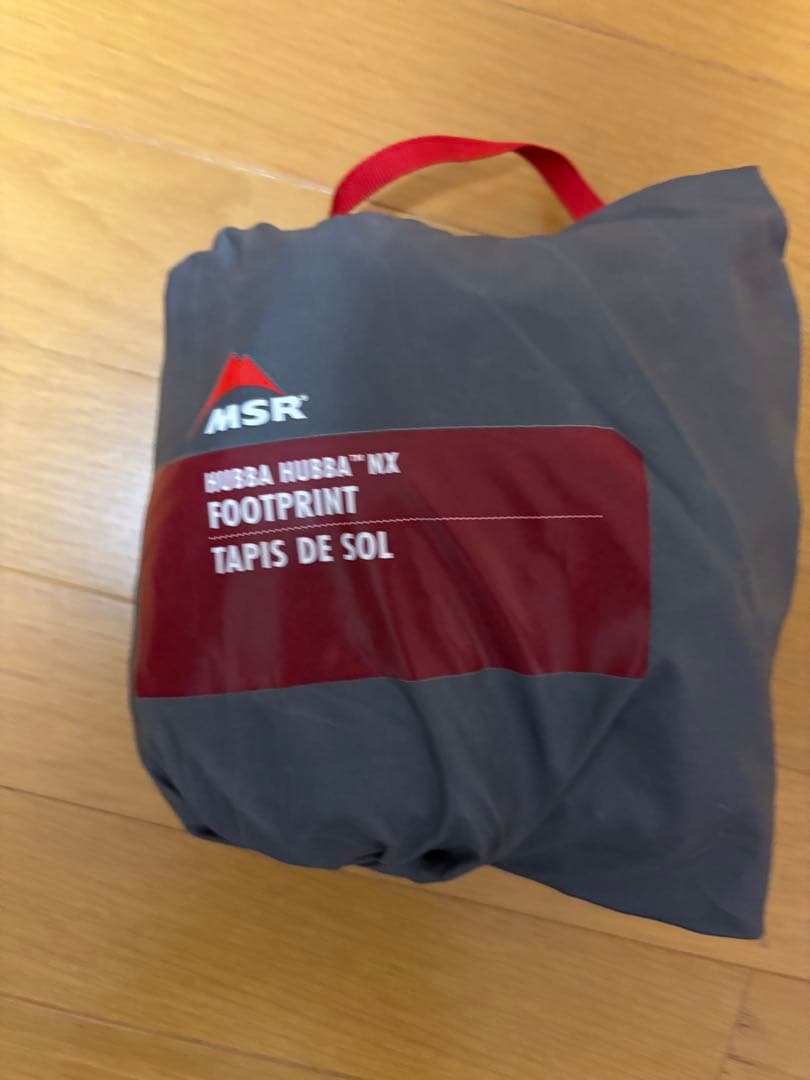 MSR®
HUBBA HUBBA™ NX
FOOTPRINT
TAPIS DE SOL